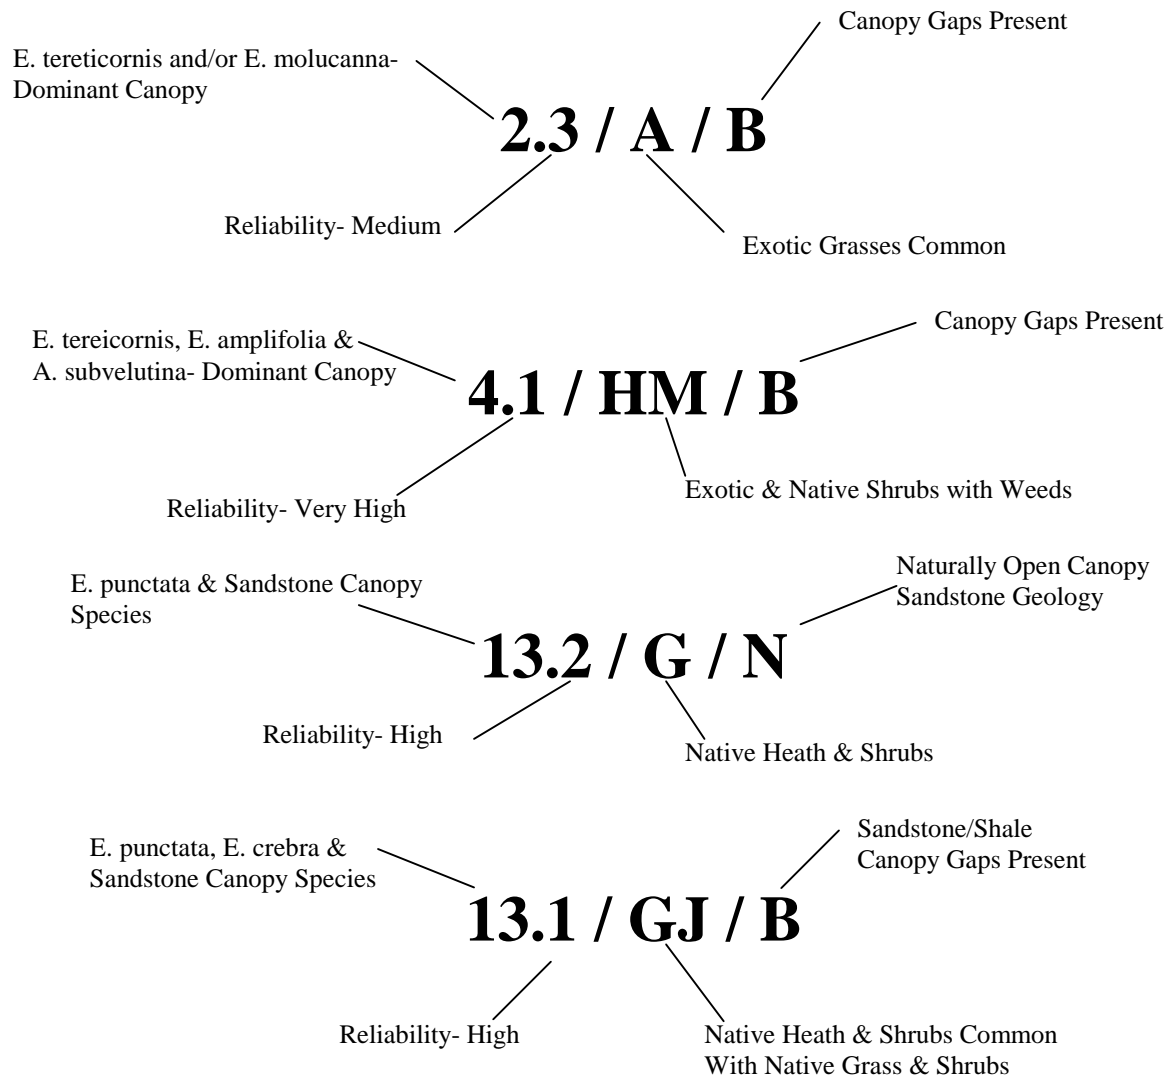 Canopy Gaps Present
E. tereticornis and/or E. molucanna-
Dominant Canopy
2.3 / A / B
Reliability- Medium
Exotic Grasses Common
Canopy Gaps Present
E. tereicornis, E. amplifolia &
A. subvelutina- Dominant Canopy
4.1 / HM / B
Exotic & Native Shrubs with Weeds
Reliability- Very High
Naturally Open Canopy
Sandstone Geology
E. punctata & Sandstone Canopy
Species
13.2 / G / N
Reliability- High
Native Heath & Shrubs
Sandstone/Shale
Canopy Gaps Present
E. punctata, E. crebra &
Sandstone Canopy Species
13.1 / GJ / B
Reliability- High
Native Heath & Shrubs Common
With Native Grass & Shrubs